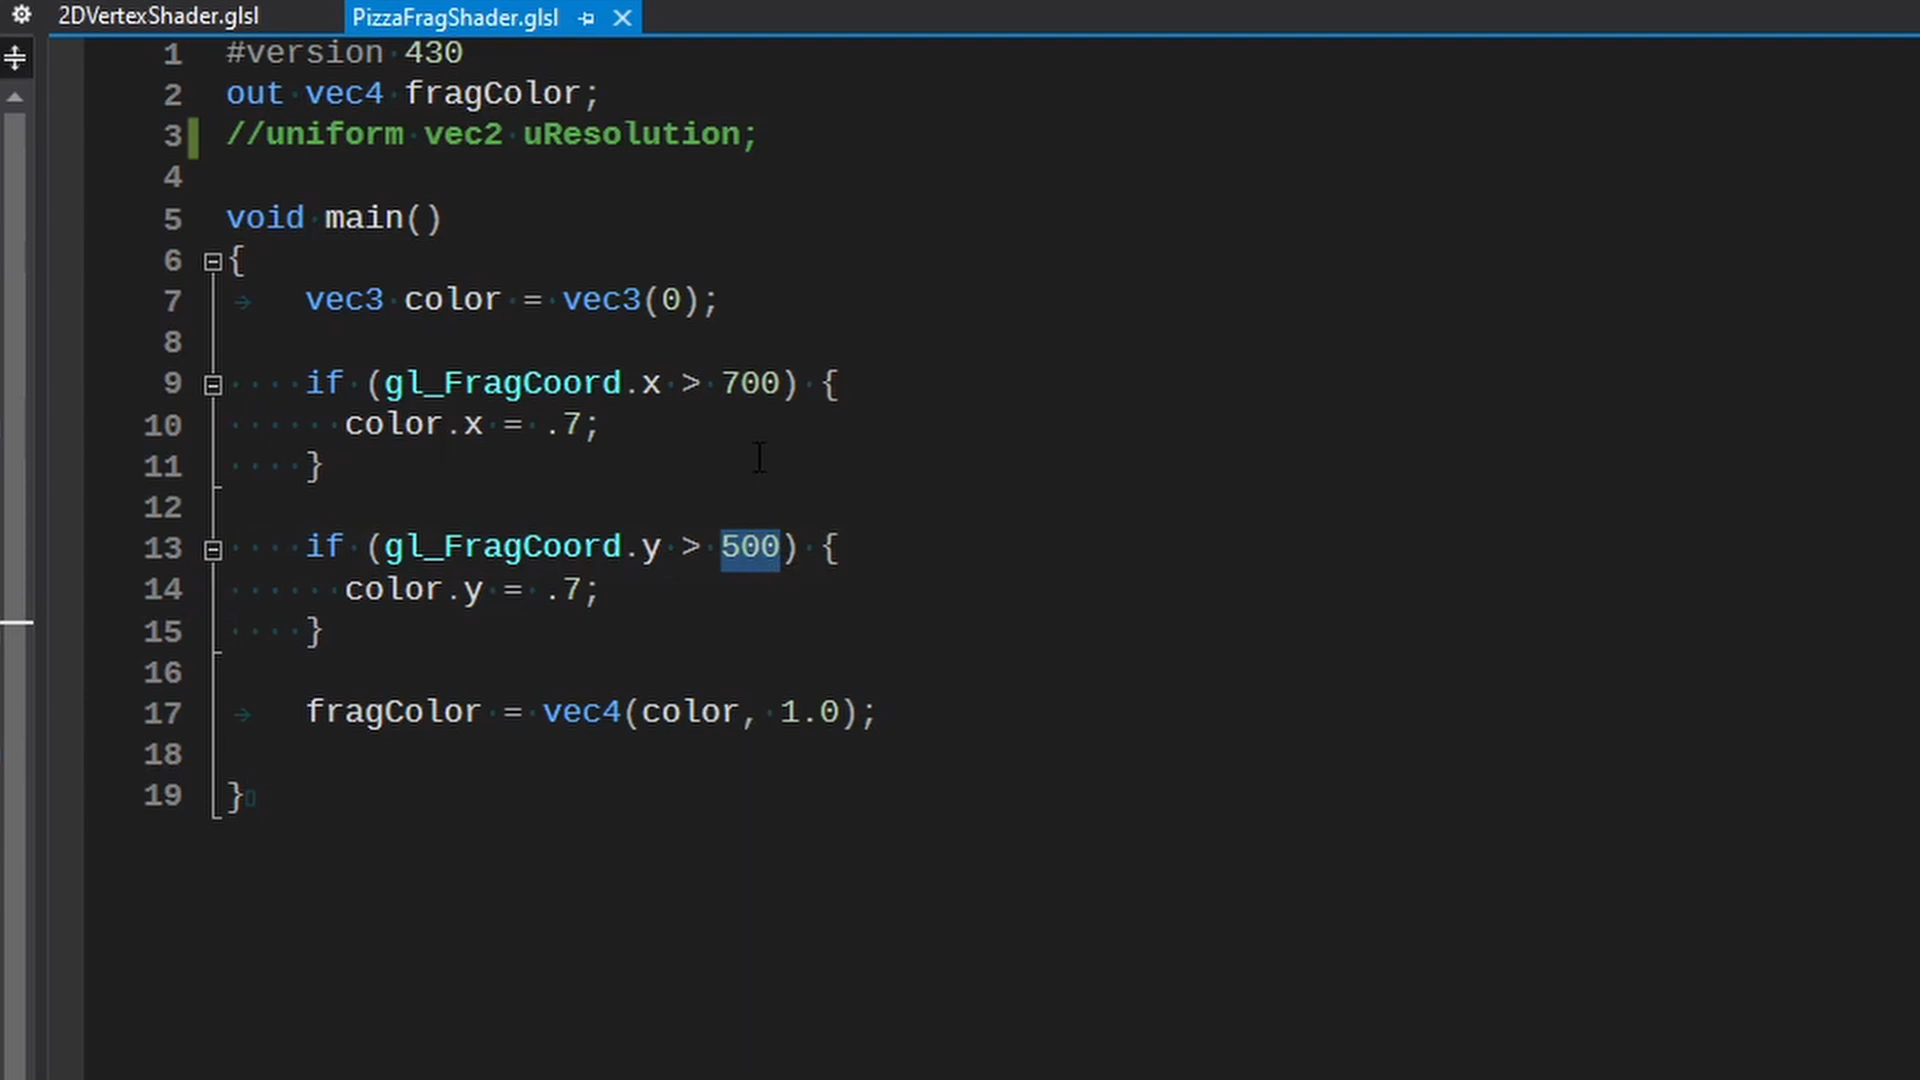 2DVertexShader.glsl PizzaFragShader.glsl
1 #version 430
2 out vec4 fragColor;
3 //uniform vec2 uResolution;
4
5 void main()
6 {
7 vec3 color = vec3(0);
8
9 if (gl_FragCoord.x > 700) {
10 color.x = .7;
11 }
12
13 if (gl_FragCoord.y > 500) {
14 color.y = .7;
15 }
16
17 fragColor = vec4(color, 1.0);
18
19 }